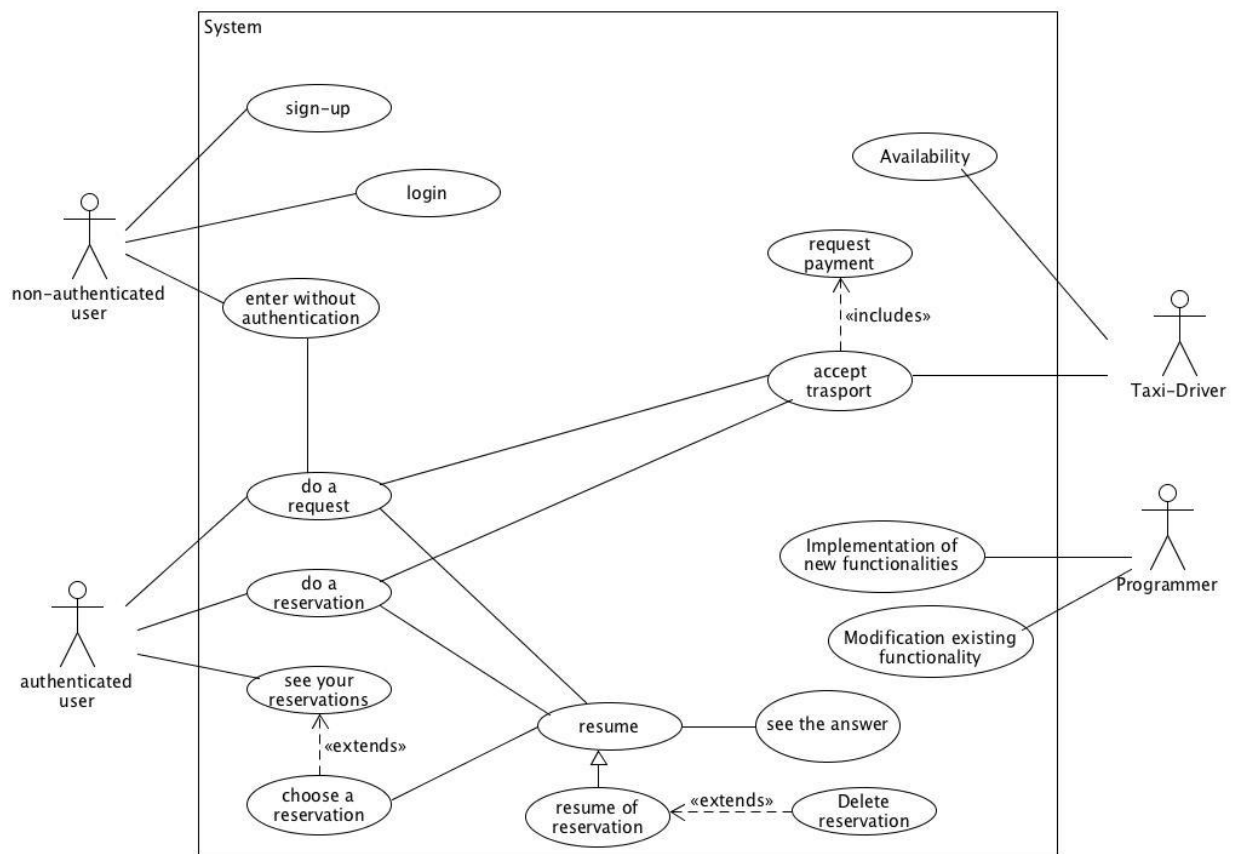 System
sign-up
Availability
login
request
payment
non-authenticated
user
enter without
authentication
«includes»
accept
trasport
Taxi-Driver
do a
request
Implementation of
new functionalities
Programmer
do a
reservation
Modification existing
functionality
authenticated
user
see your
reservations
resume
see the answer
«extends»
choose a
reservation
resume of
reservation
«extends»
Delete
reservation